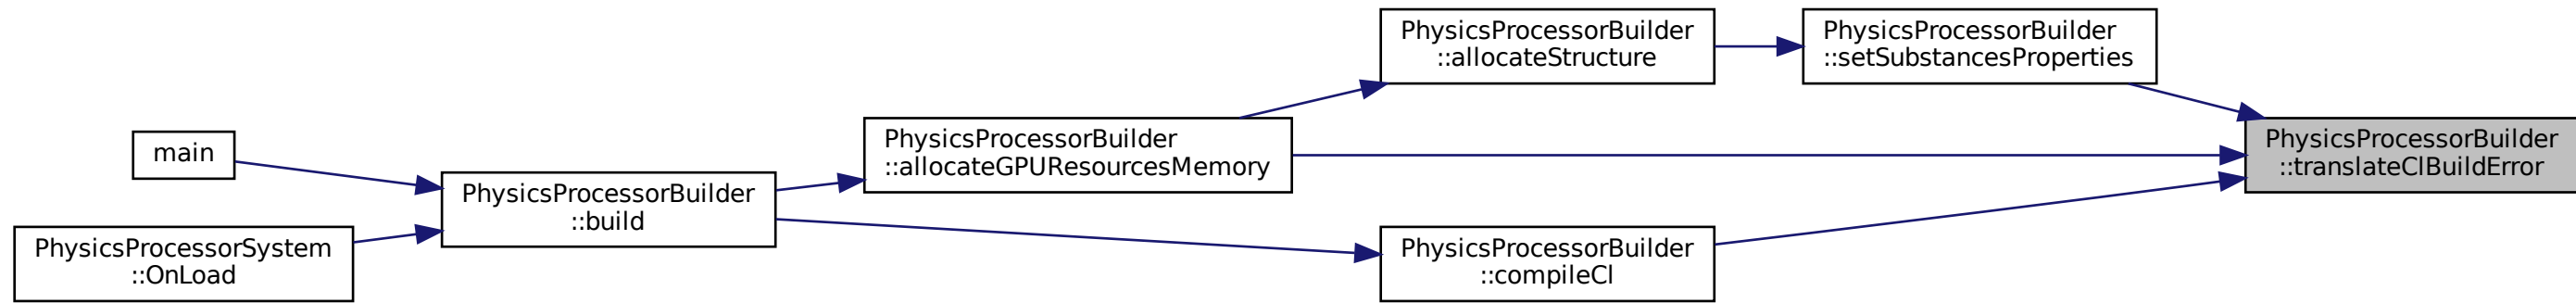 main
PhysicsProcessorSystem
::OnLoad
PhysicsProcessorBuilder
::build
PhysicsProcessorBuilder
::allocateGPUResourcesMemory
PhysicsProcessorBuilder
::allocateStructure
PhysicsProcessorBuilder
::compileCl
PhysicsProcessorBuilder
::setSubstancesProperties
PhysicsProcessorBuilder
::translateClBuildError